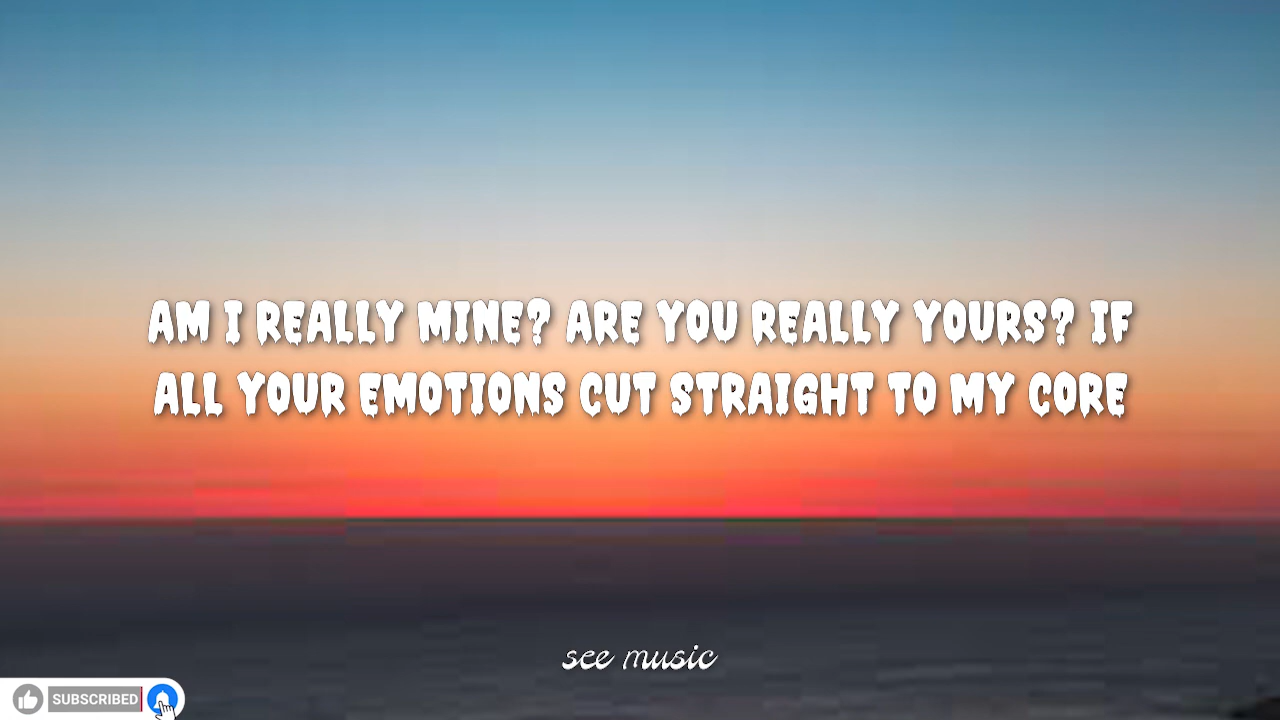 AM I REALLY MINE? ARE YOU REALLY YOURS? IF
ALL YOUR EMOTIONS CUT STRAIGHT TO MY CORE
see music
SUBSCRIBED